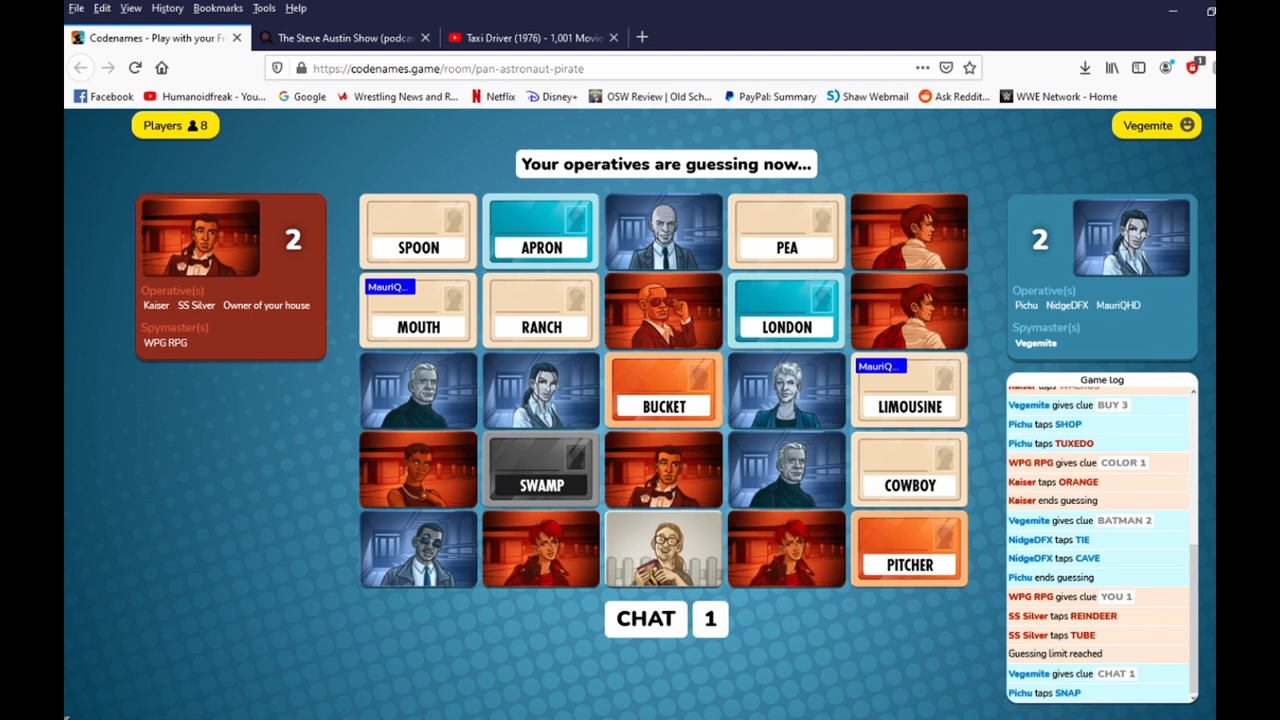 File Edit View History Bookmarks Tools Help
Codenames - Play with your Fri
The Steve Austin Show (podcas
Taxi Driver (1976) - 1,001 Movie
https://codenames.game/room/pan-astronaut-pirate
Facebook Humanoidfreak - You... Google Wrestling News and R... Netflix Disney+ OSW Review | Old Sch... PayPal: Summary Shaw Webmail Ask Reddit... WWE Network - Home
Players 8
Vegemite
Your operatives are guessing now...
2
Operative(s)
Kaiser SS Silver Owner of your house
Spymaster(s)
WPG RPG
SPOON APRON PEA
MauriQ...
MOUTH RANCH LONDON
MauriQ...
BUCKET LIMOUSINE
SWAMP COWBOY
PITCHER
CHAT 1
2
Operative(s)
Pichu NidgeDFX MauriQHD
Spymaster(s)
Vegemite
Game log
Kaiser taps WALRUS
Vegemite gives clue BUY 3
Pichu taps SHOP
Pichu taps TUXEDO
WPG RPG gives clue COLOR 1
Kaiser taps ORANGE
Kaiser ends guessing
Vegemite gives clue BATMAN 2
NidgeDFX taps TIE
NidgeDFX taps CAVE
Pichu ends guessing
WPG RPG gives clue YOU 1
SS Silver taps REINDEER
SS Silver taps TUBE
Guessing limit reached
Vegemite gives clue CHAT 1
Pichu taps SNAP